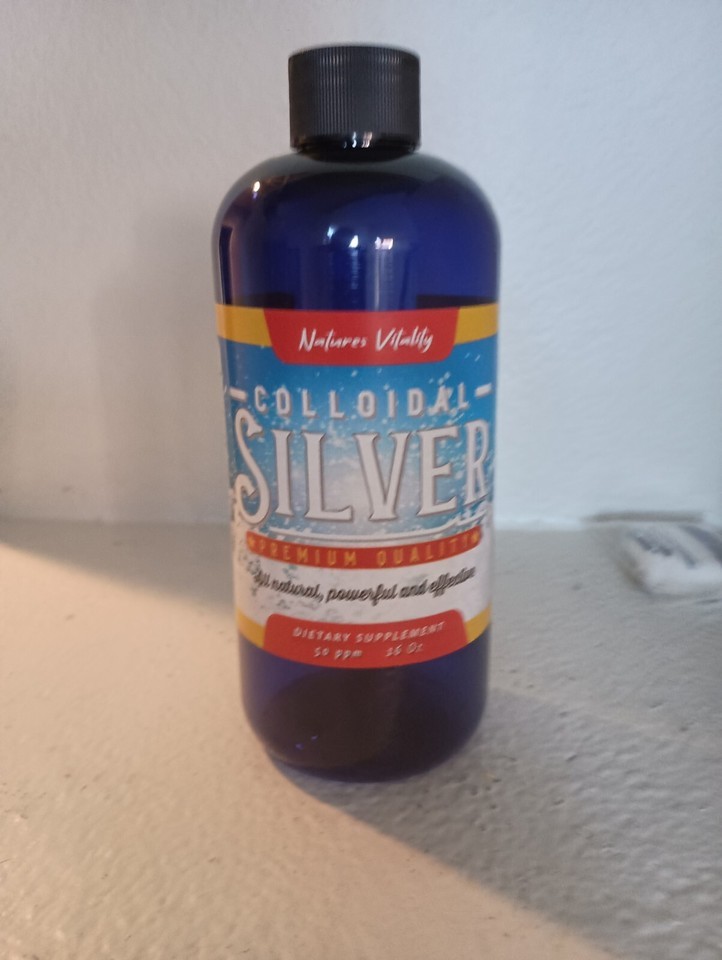 Natures Vitality
COLLOIDAL
SILVER
PREMIUM QUALITY
All natural, powerful and effective
DIETARY SUPPLEMENT
50 ppm 16 Oz